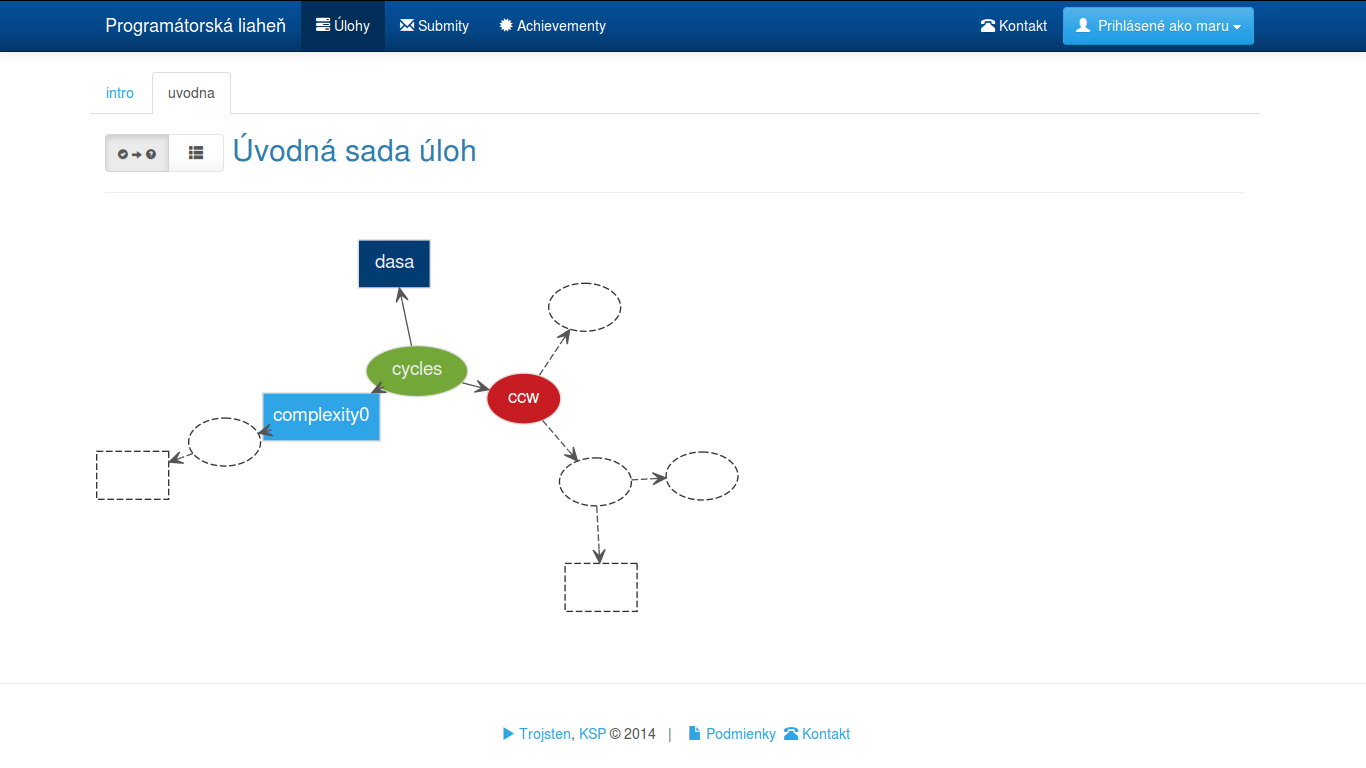 Programátorská liaheň Úlohy Submity Achievementy Kontakt Prihlásené ako maru
intro uvodna
Úvodná sada úloh
dasa
cycles
ccw
complexity0
Trojsten, KSP © 2014 | Podmienky Kontakt